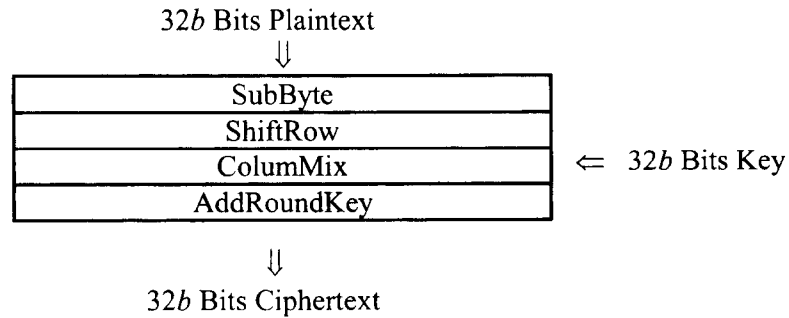 32b Bits Plaintext
⇓
SubByte
ShiftRow
ColumMix
⇐ 32b Bits Key
AddRoundKey
⇓
32b Bits Ciphertext